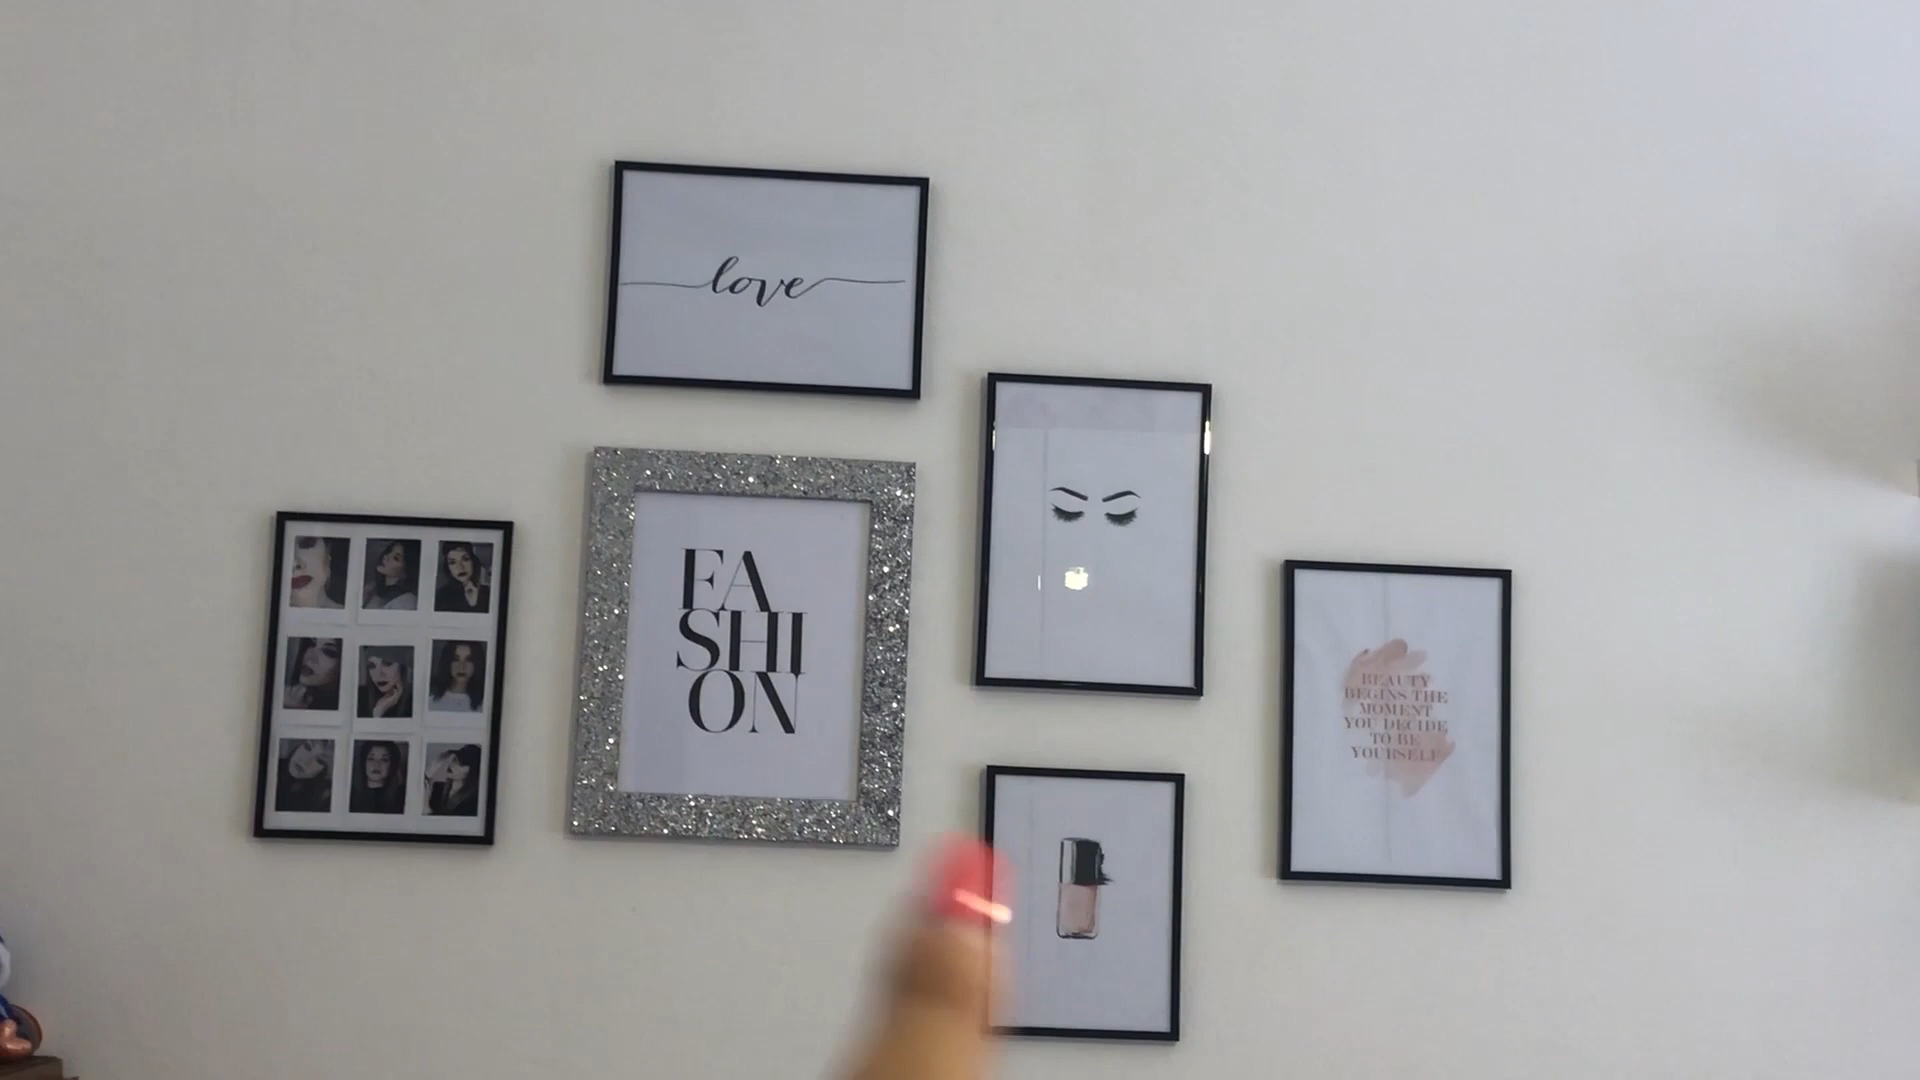 love
FA
SHI
ON
BEAUTY
BEGINS THE
MOMENT
YOU DECIDE
TO BE
YOURSELF